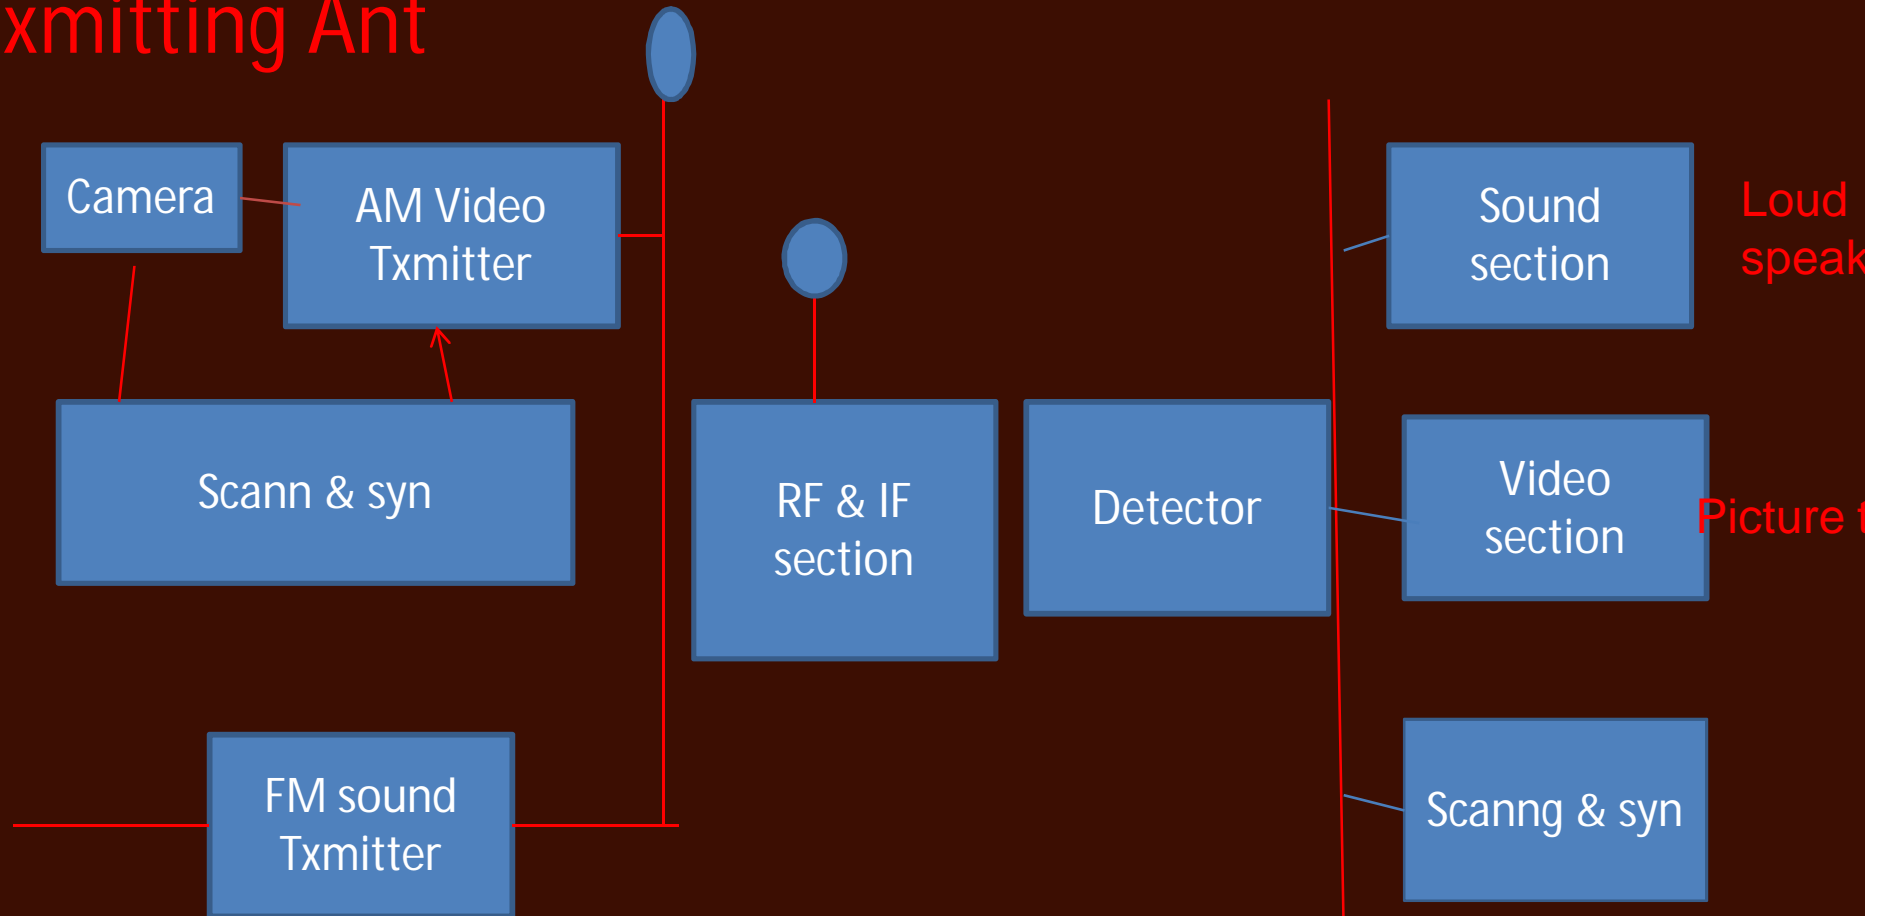 xmitting Ant
Camera
AM Video
Txmitter
Sound
section
Loud
speak
Scann & syn
RF & IF
section
Detector
Video
section
Picture t
FM sound
Txmitter
Scanng & syn